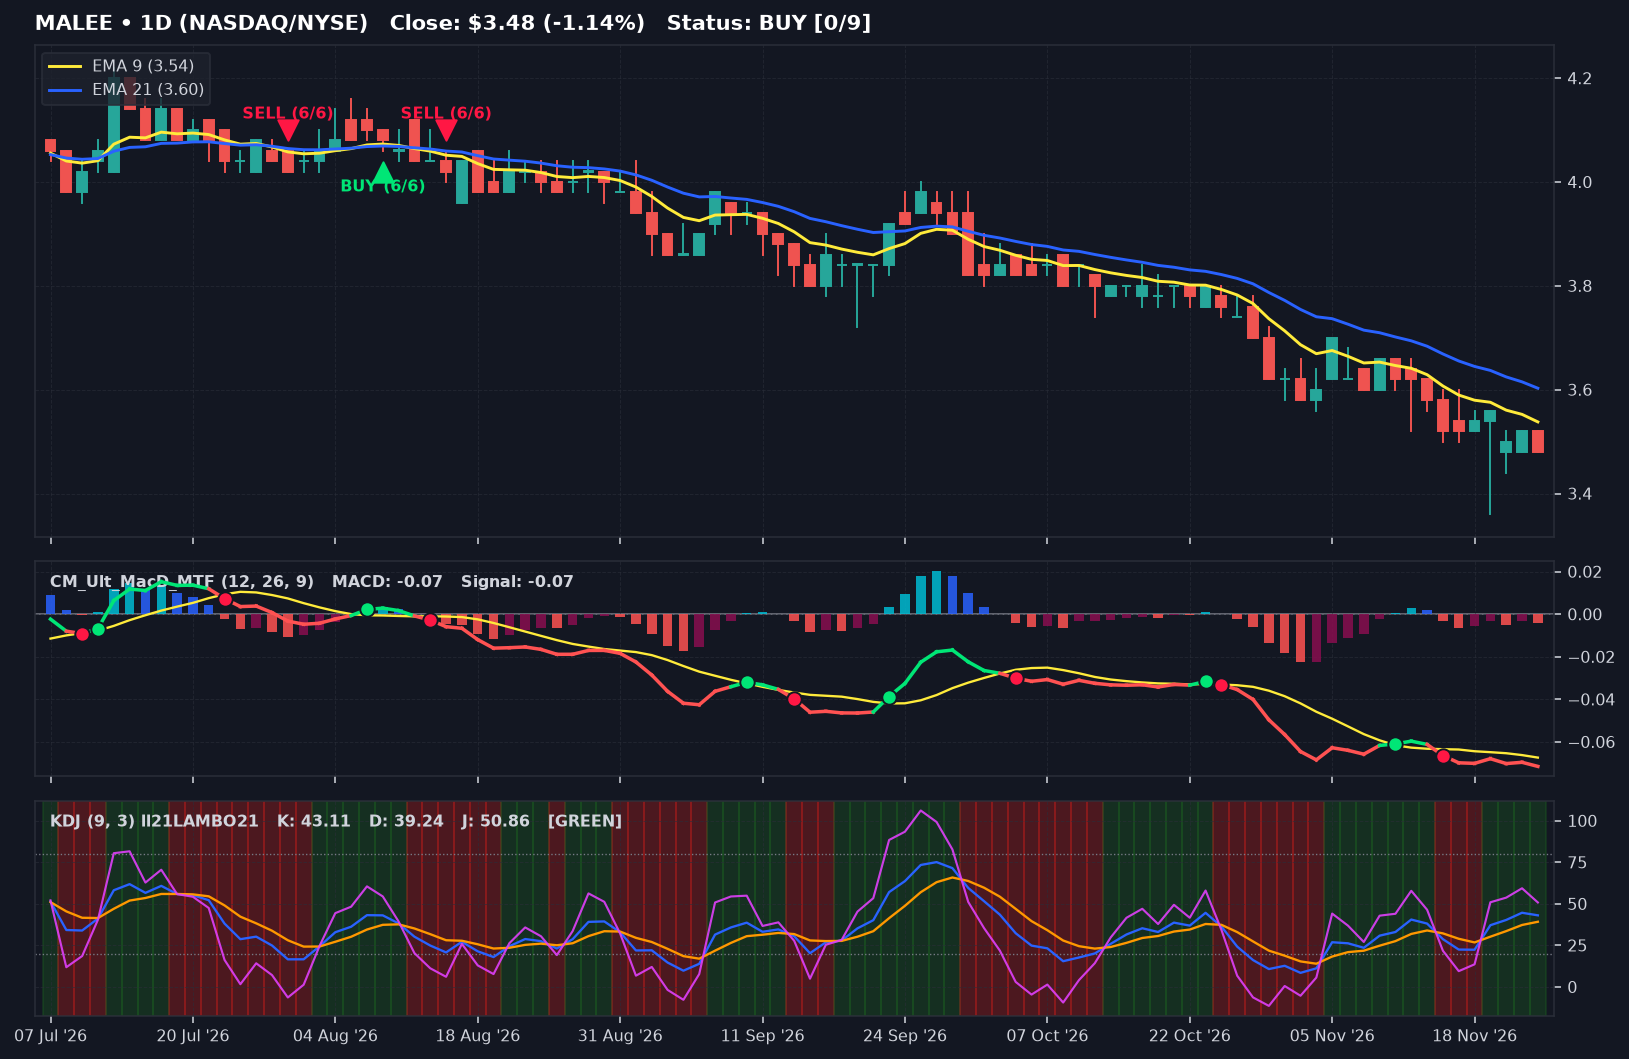 MALEE • 1D (NASDAQ/NYSE)   Close: $3.48 (-1.14%)   Status: BUY [0/9]
EMA 9 (3.54)
EMA 21 (3.60)
SELL (6/6)
SELL (6/6)
BUY (6/6)
4.2
4.0
3.8
3.6
3.4
CM_Ult_MacD_MTF (12, 26, 9)   MACD: -0.07   Signal: -0.07
0.02
0.00
−0.02
−0.04
−0.06
KDJ (9, 3) II21LAMBO21   K: 43.11   D: 39.24   J: 50.86   [GREEN]
100
75
50
25
0
07 Jul '26
20 Jul '26
04 Aug '26
18 Aug '26
31 Aug '26
11 Sep '26
24 Sep '26
07 Oct '26
22 Oct '26
05 Nov '26
18 Nov '26